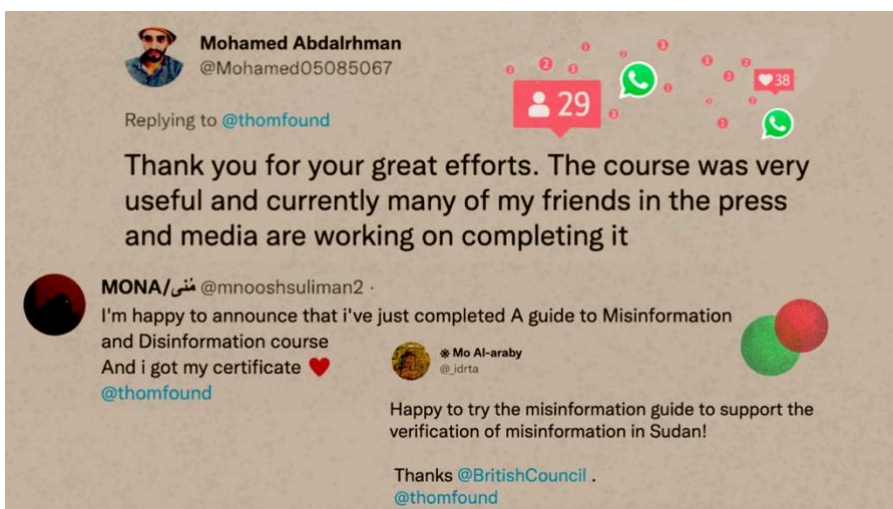 Mohamed Abdalrhman
@Mohamed05085067
29
38
Replying to @thomfound
Thank you for your great efforts. The course was very
useful and currently many of my friends in the press
and media are working on completing it
MONA/مُنى @mnooshsuliman2 ·
I'm happy to announce that i've just completed A guide to Misinformation
and Disinformation course
And i got my certificate ♥
@thomfound
※ Mo Al-araby
@_idrta
Happy to try the misinformation guide to support the
verification of misinformation in Sudan!
Thanks @BritishCouncil .
@thomfound